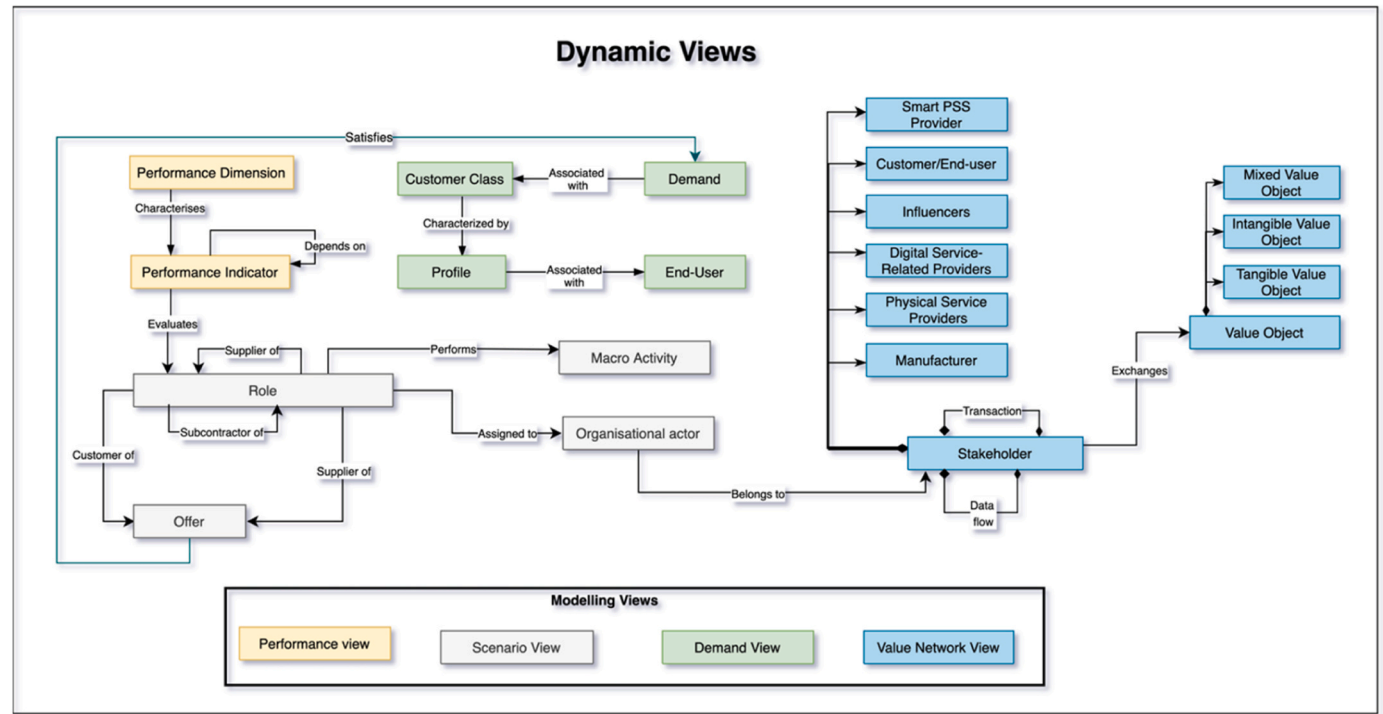 Dynamic Views
Smart PSS
Provider
Satisfies
Performance Dimension
Customer Class
Associated
with
Demand
Customer/End-user
Mixed Value
Object
Characterises
Characterized by
Influencers
Intangible Value
Object
Depends on
Performance Indicator
Profile
Associated
with
End-User
Digital Service-
Related Providers
Tangible Value
Object
Physical Service
Providers
Evaluates
Value Object
Supplier of
Performs
Macro Activity
Manufacturer
Exchanges
Role
Transaction
Subcontractor of
Assigned to
Organisational actor
Stakeholder
Customer of
Supplier of
Belongs to
Data
flow
Offer
Modelling Views
Performance view
Scenario View
Demand View
Value Network View